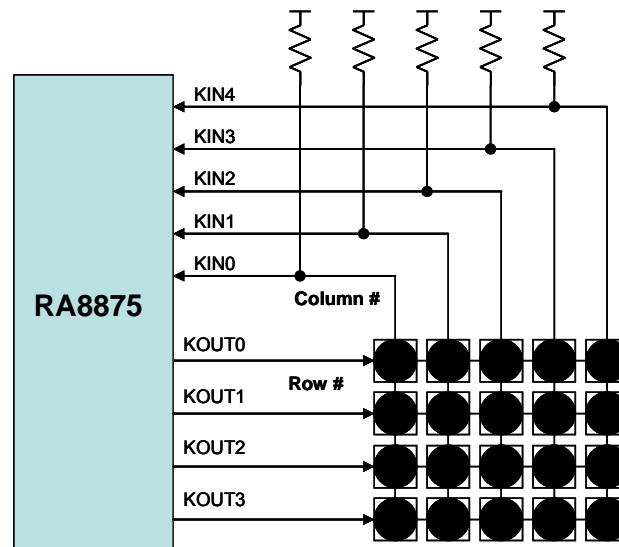 KIN4
KIN3
KIN2
KIN1
KIN0
Column #
RA8875
KOUT0
Row #
KOUT1
KOUT2
KOUT3